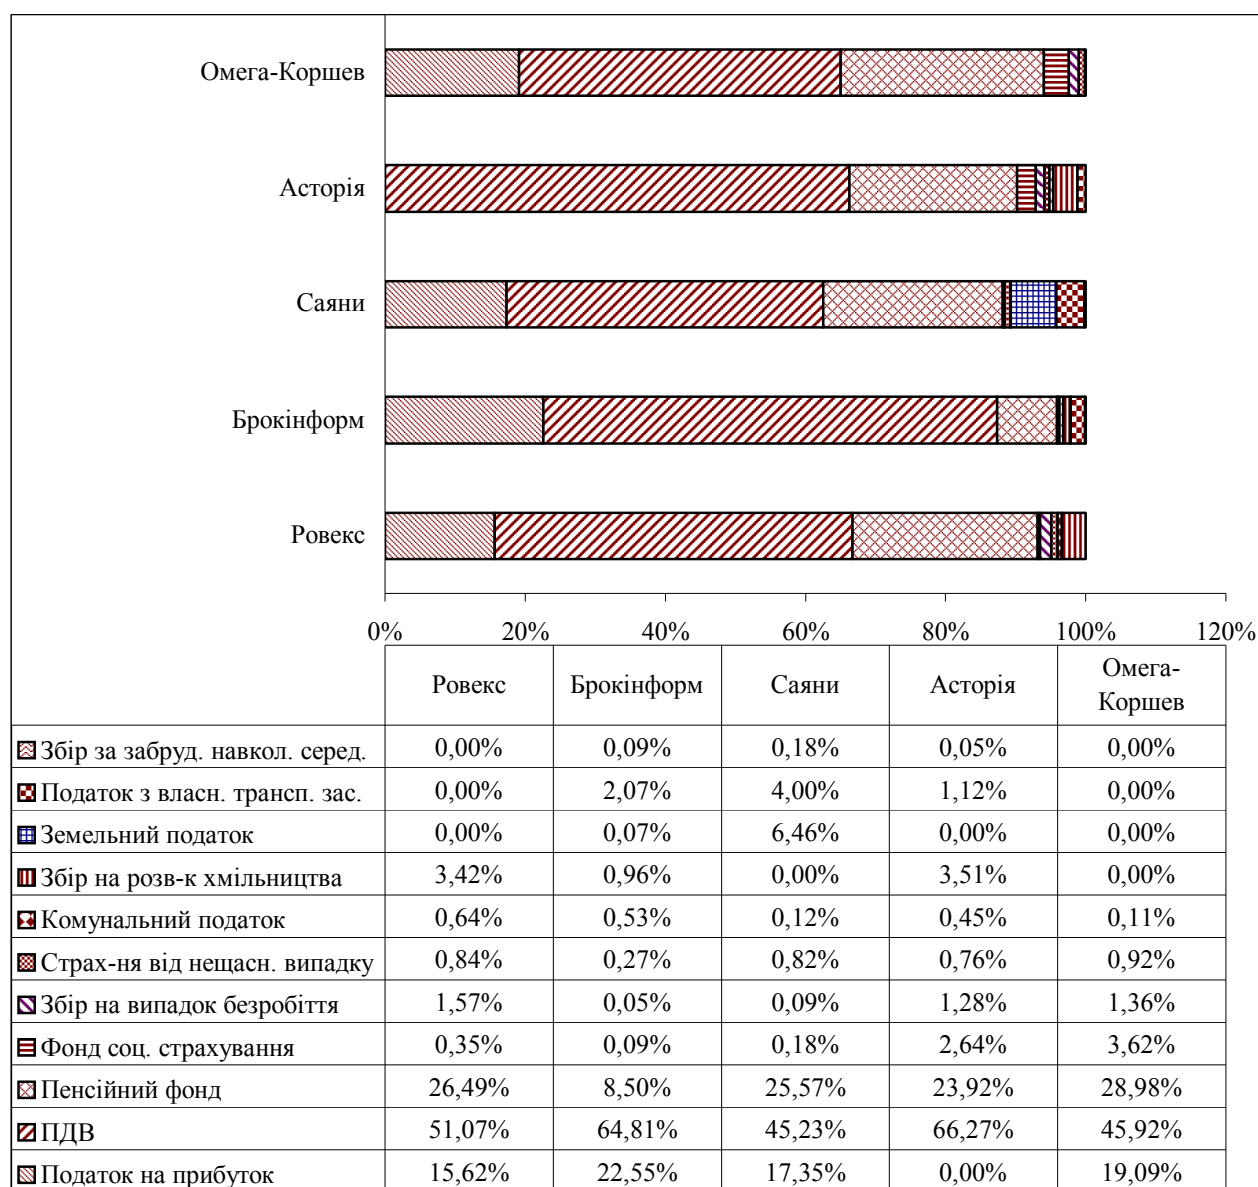 Омега-Коршев
Асторія
Саяни
Брокінформ
Ровекс
0% 20% 40% 60% 80% 100% 120%
Ровекс Брокінформ Саяни Асторія Омега-
Коршев
Збір за забруд. навкол. серед. 0,00% 0,09% 0,18% 0,05% 0,00%
Податок з власн. трансп. зас. 0,00% 2,07% 4,00% 1,12% 0,00%
Земельний податок 0,00% 0,07% 6,46% 0,00% 0,00%
Збір на розв-к хмільництва 3,42% 0,96% 0,00% 3,51% 0,00%
Комунальний податок 0,64% 0,53% 0,12% 0,45% 0,11%
Страх-ня від нещасн. випадку 0,84% 0,27% 0,82% 0,76% 0,92%
Збір на випадок безробіття 1,57% 0,05% 0,09% 1,28% 1,36%
Фонд соц. страхування 0,35% 0,09% 0,18% 2,64% 3,62%
Пенсійний фонд 26,49% 8,50% 25,57% 23,92% 28,98%
ПДВ 51,07% 64,81% 45,23% 66,27% 45,92%
Податок на прибуток 15,62% 22,55% 17,35% 0,00% 19,09%